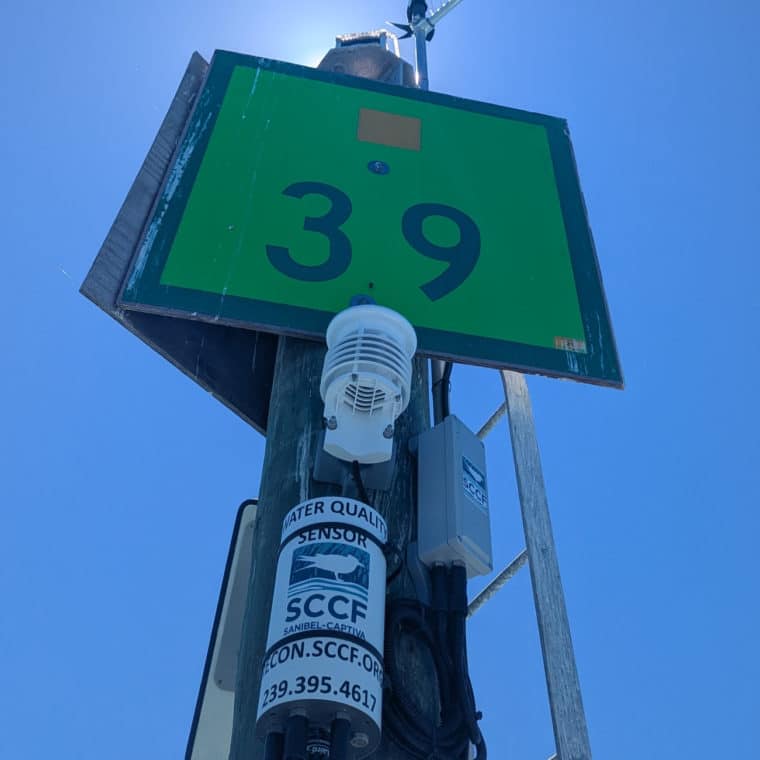 39
SCCF
WATER QUALITY
SENSOR
SCCF
SANIBEL-CAPTIVA
RECON.SCCF.ORG
239.395.4617